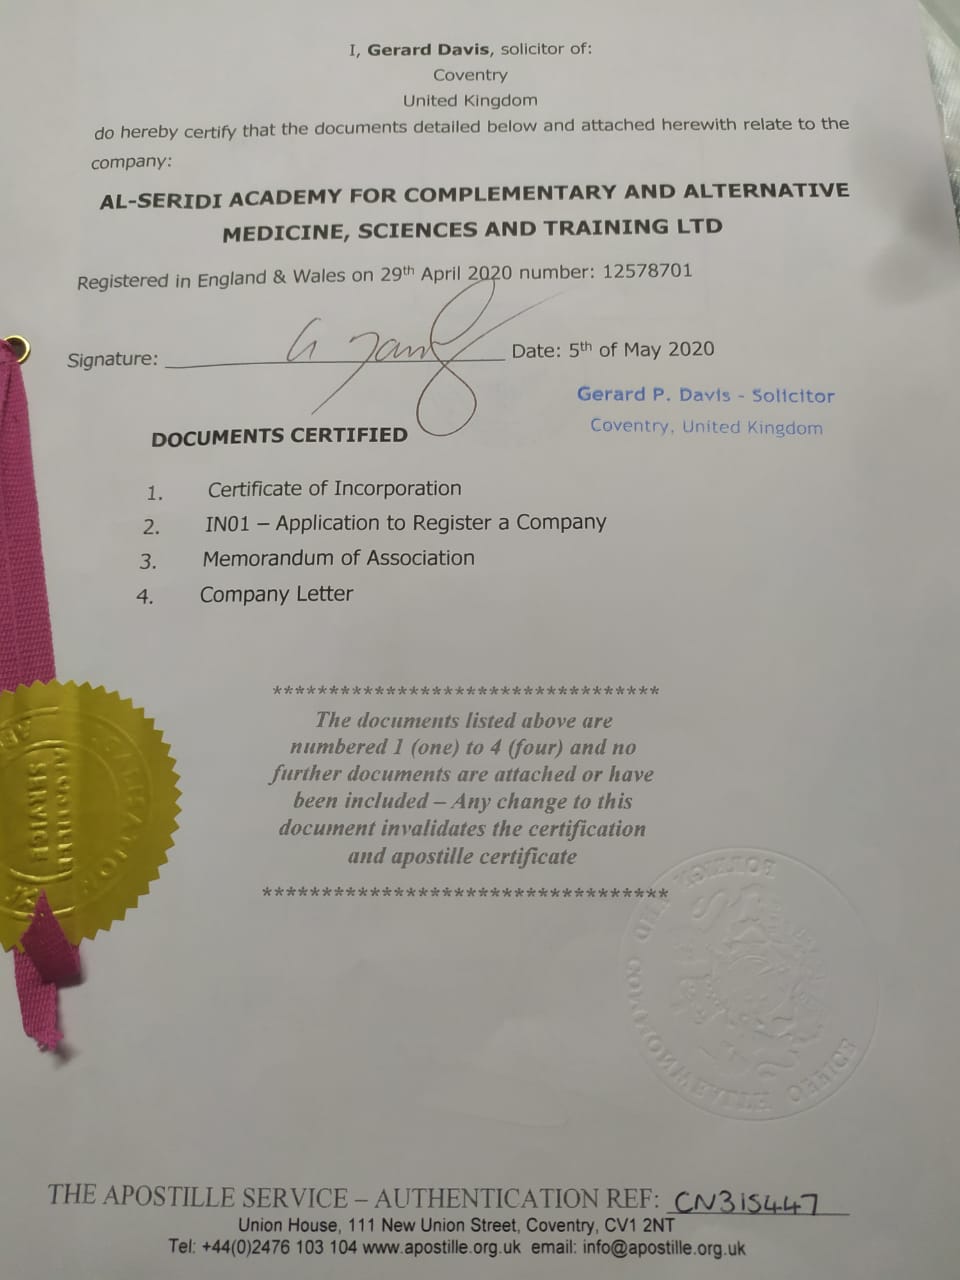 I, Gerard Davis, solicitor of:
Coventry
United Kingdom
do hereby certify that the documents detailed below and attached herewith relate to the
company:
AL-SERIDI ACADEMY FOR COMPLEMENTARY AND ALTERNATIVE
MEDICINE, SCIENCES AND TRAINING LTD
Registered in England & Wales on 29th April 2020 number: 12578701
Signature: Date: 5th of May 2020
Gerard P. Davis - Solicitor
Coventry, United Kingdom
DOCUMENTS CERTIFIED
1. Certificate of Incorporation
2. IN01 – Application to Register a Company
3. Memorandum of Association
4. Company Letter
***********************************
The documents listed above are
numbered 1 (one) to 4 (four) and no
further documents are attached or have
been included – Any change to this
document invalidates the certification
and apostille certificate
***********************************
SERVICE
COMMONWEALTH OFFICE
THE APOSTILLE SERVICE – AUTHENTICATION REF: CN315447
Union House, 111 New Union Street, Coventry, CV1 2NT
Tel: +44(0)2476 103 104 www.apostille.org.uk email: info@apostille.org.uk